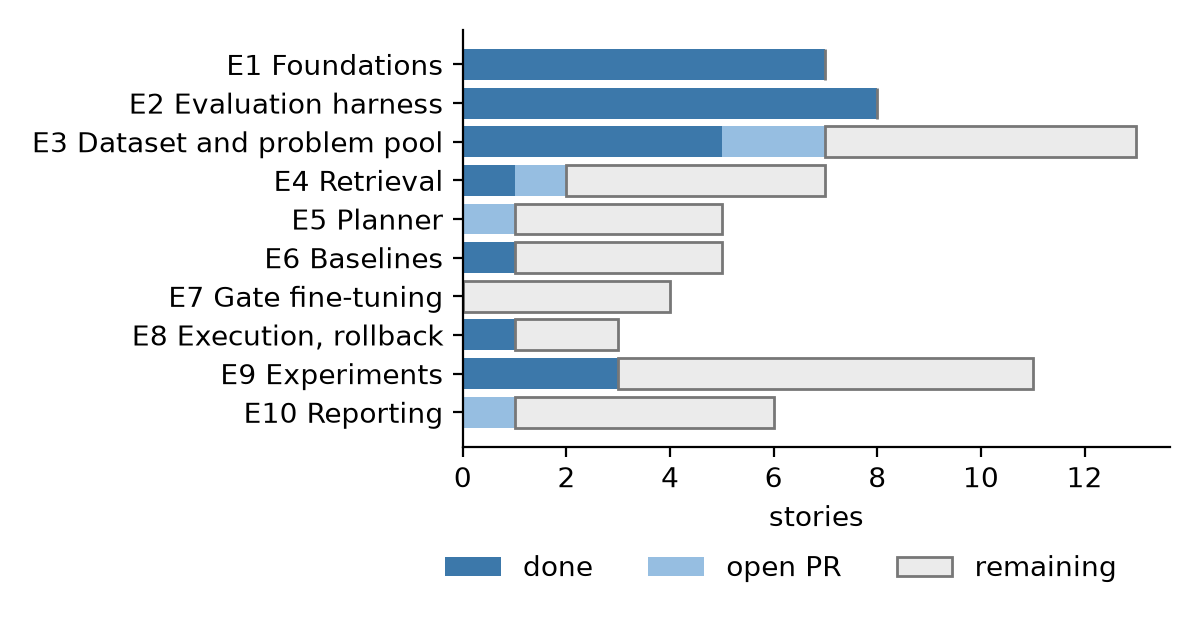 E1 Foundations
E2 Evaluation harness
E3 Dataset and problem pool
E4 Retrieval
E5 Planner
E6 Baselines
E7 Gate fine-tuning
E8 Execution, rollback
E9 Experiments
E10 Reporting
0 2 4 6 8 10 12
stories
done open PR remaining